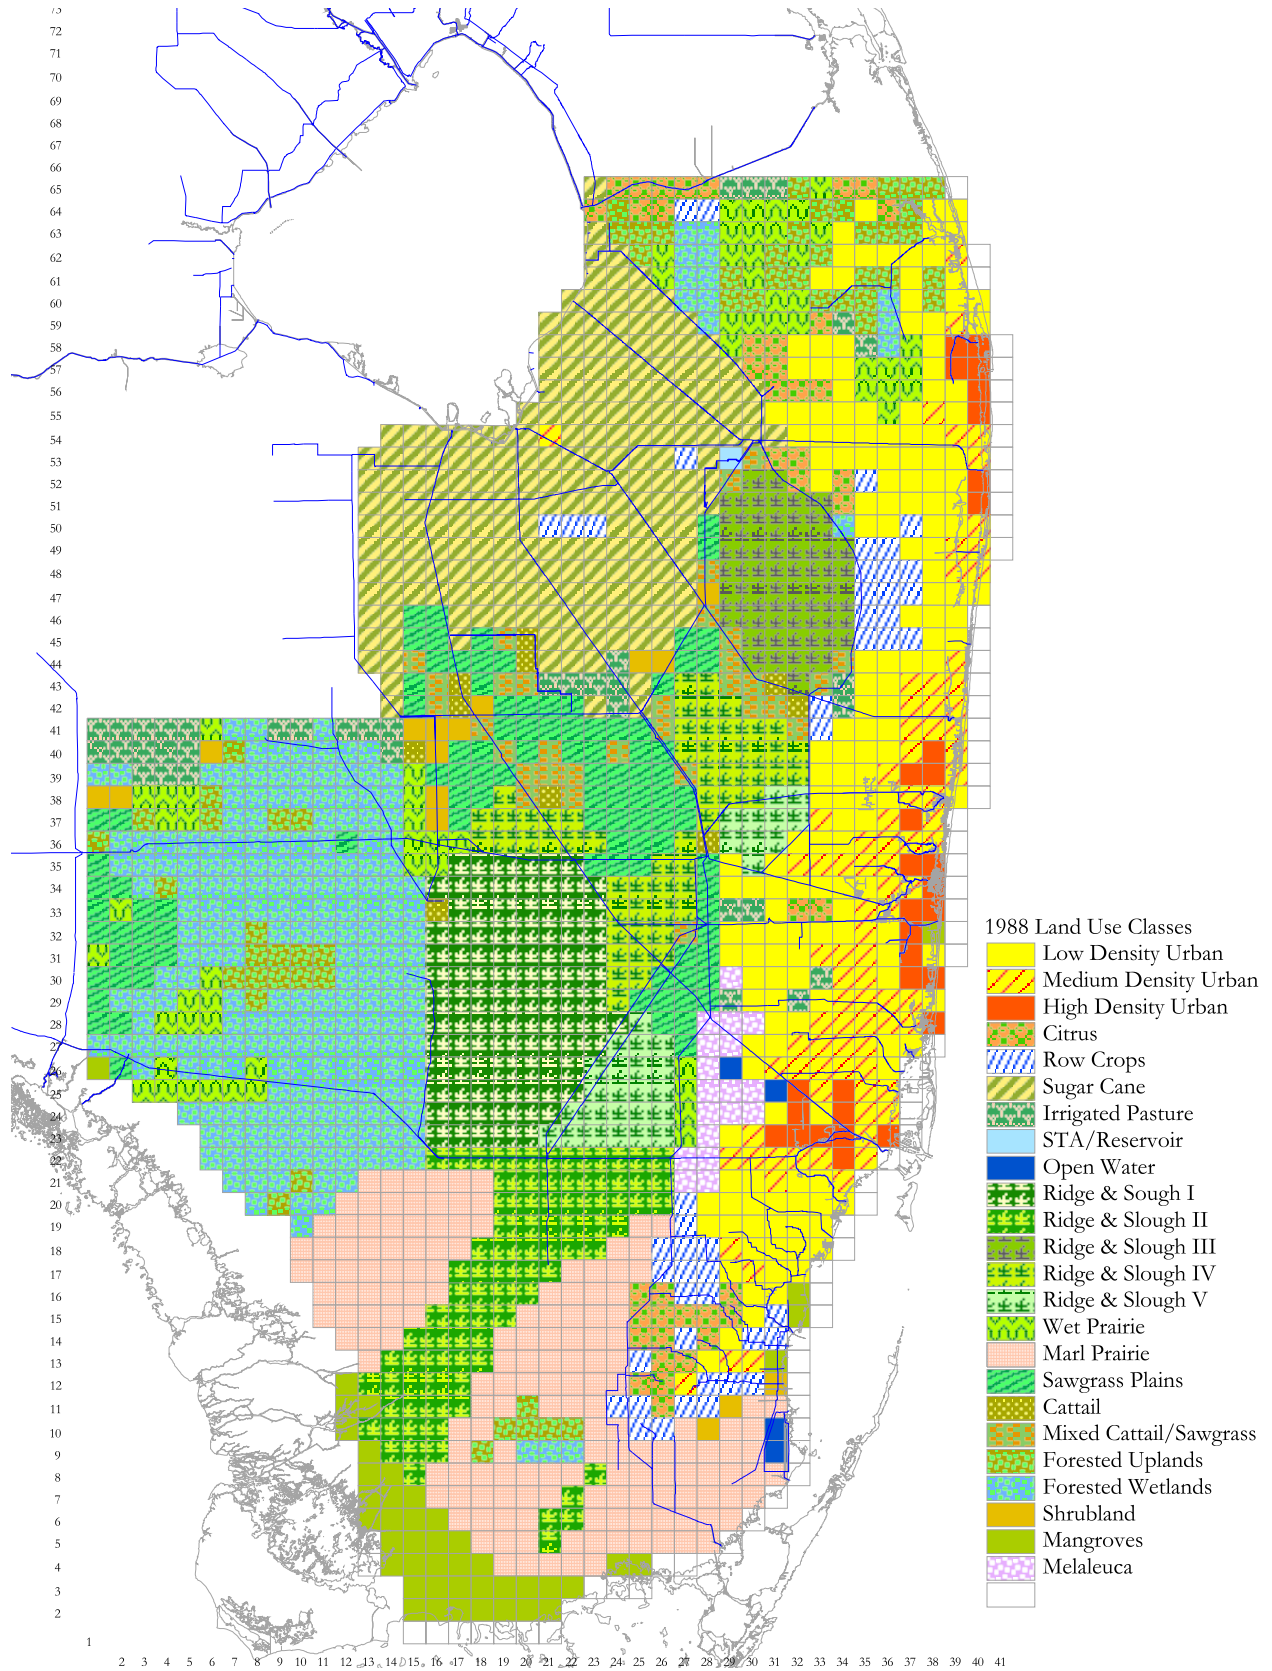 73
72
71
70
69
68
67
66
65
64
63
62
61
60
59
58
57
56
55
54
53
52
51
50
49
48
47
46
45
44
43
42
41
40
39
38
37
36
35
34
33
32
31
30
29
28
27
26
25
24
23
22
21
20
19
18
17
16
15
14
13
12
11
10
9
8
7
6
5
4
3
2
1
2 3 4 5 6 7 8 9 10 11 12 13 14 15 16 17 18 19 20 21 22 23 24 25 26 27 28 29 30 31 32 33 34 35 36 37 38 39 40 41
1988 Land Use Classes
Low Density Urban
Medium Density Urban
High Density Urban
Citrus
Row Crops
Sugar Cane
Irrigated Pasture
STA/Reservoir
Open Water
Ridge & Sough I
Ridge & Slough II
Ridge & Slough III
Ridge & Slough IV
Ridge & Slough V
Wet Prairie
Marl Prairie
Sawgrass Plains
Cattail
Mixed Cattail/Sawgrass
Forested Uplands
Forested Wetlands
Shrubland
Mangroves
Melaleuca